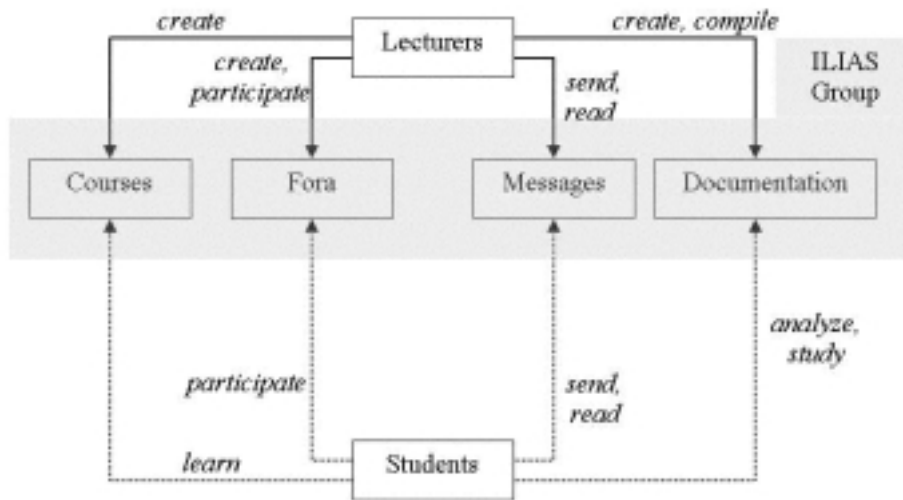 create
Lecturers
create, compile
create,
participate
send,
read
ILIAS
Group
Courses
Fora
Messages
Documentation
analyze,
study
participate
send,
read
learn
Students